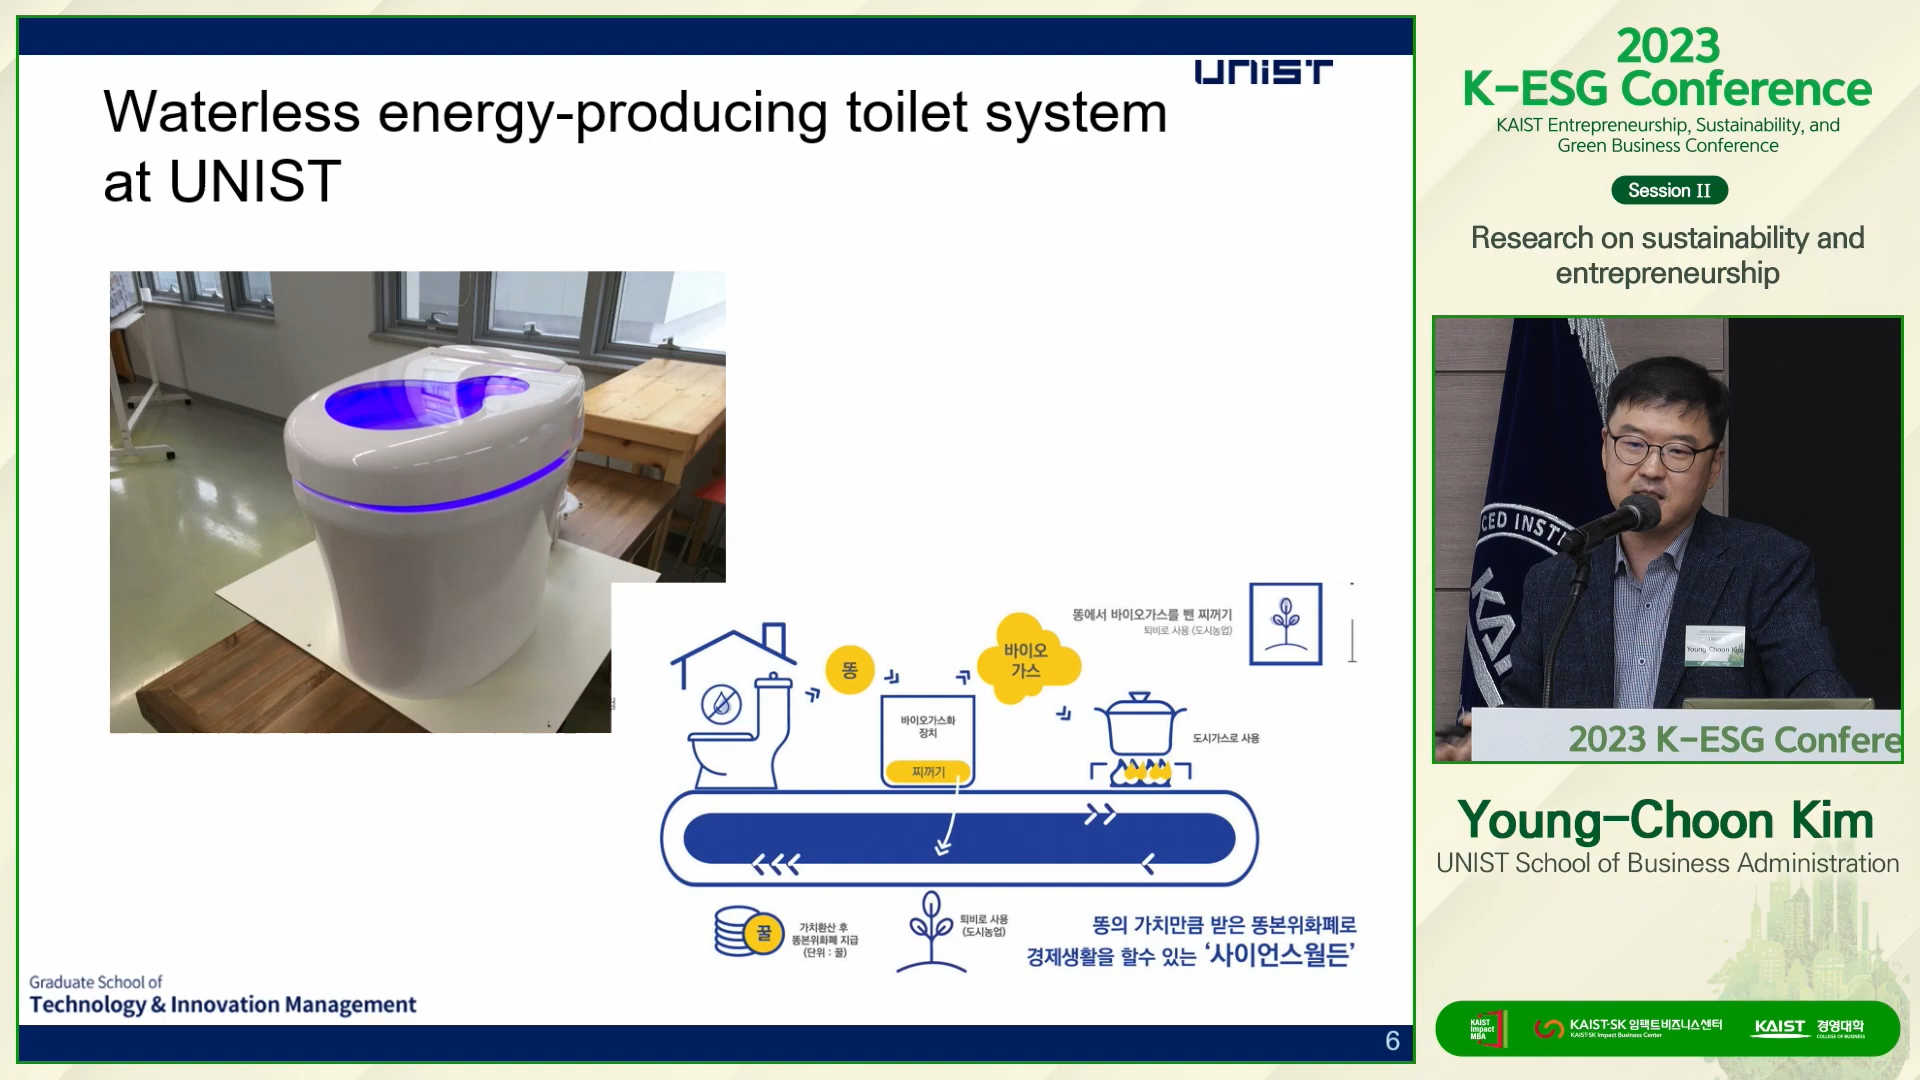 UNIST
Waterless energy-producing toilet system
at UNIST
똥에서 바이오가스를 뺀 찌꺼기
퇴비로 사용 (도시농업)
똥
바이오
가스
바이오가스화
장치
찌꺼기
도시가스로 사용
꿀
가치환산 후
똥본위화폐 지급
(단위 : 꿀)
퇴비로 사용
(도시농업)
똥의 가치만큼 받은 똥본위화폐로
경제생활을 할수 있는 ‘사이언스월든’
Graduate School of
Technology & Innovation Management
6
2023
K-ESG Conference
KAIST Entrepreneurship, Sustainability, and
Green Business Conference
Session II
Research on sustainability and
entrepreneurship
CED INSTI
KAI
Young-Choon Kim
2023 K-ESG Confere
Young-Choon Kim
UNIST School of Business Administration
KAIST
Impact
MBA
KAIST-SK 임팩트비즈니스센터
KAIST-SK Impact Business Center
KAIST 경영대학
COLLEGE OF BUSINESS